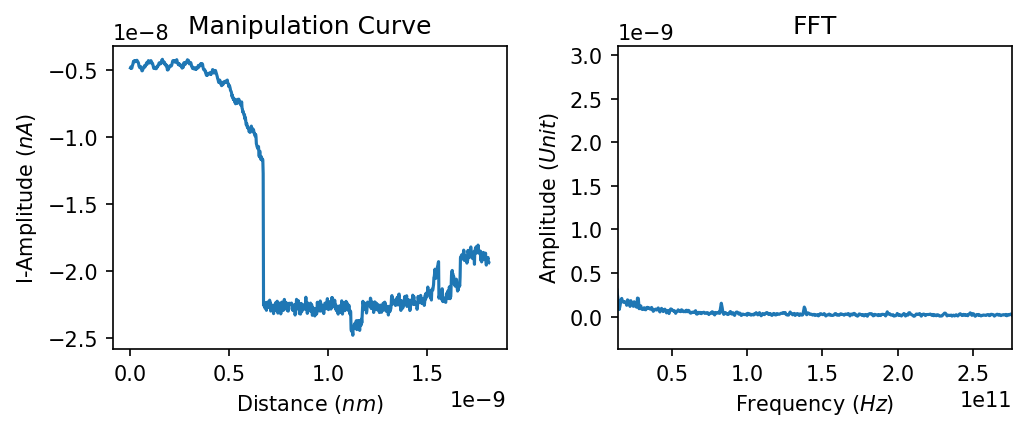 Manipulation Curve
1e−8
I-Amplitude (nA)
−0.5
−1.0
−1.5
−2.0
−2.5
0.0 0.5 1.0 1.5
1e−9
Distance (nm)
FFT
1e−9
Amplitude (Unit)
3.0
2.5
2.0
1.5
1.0
0.5
0.0
0.5 1.0 1.5 2.0 2.5
1e11
Frequency (Hz)